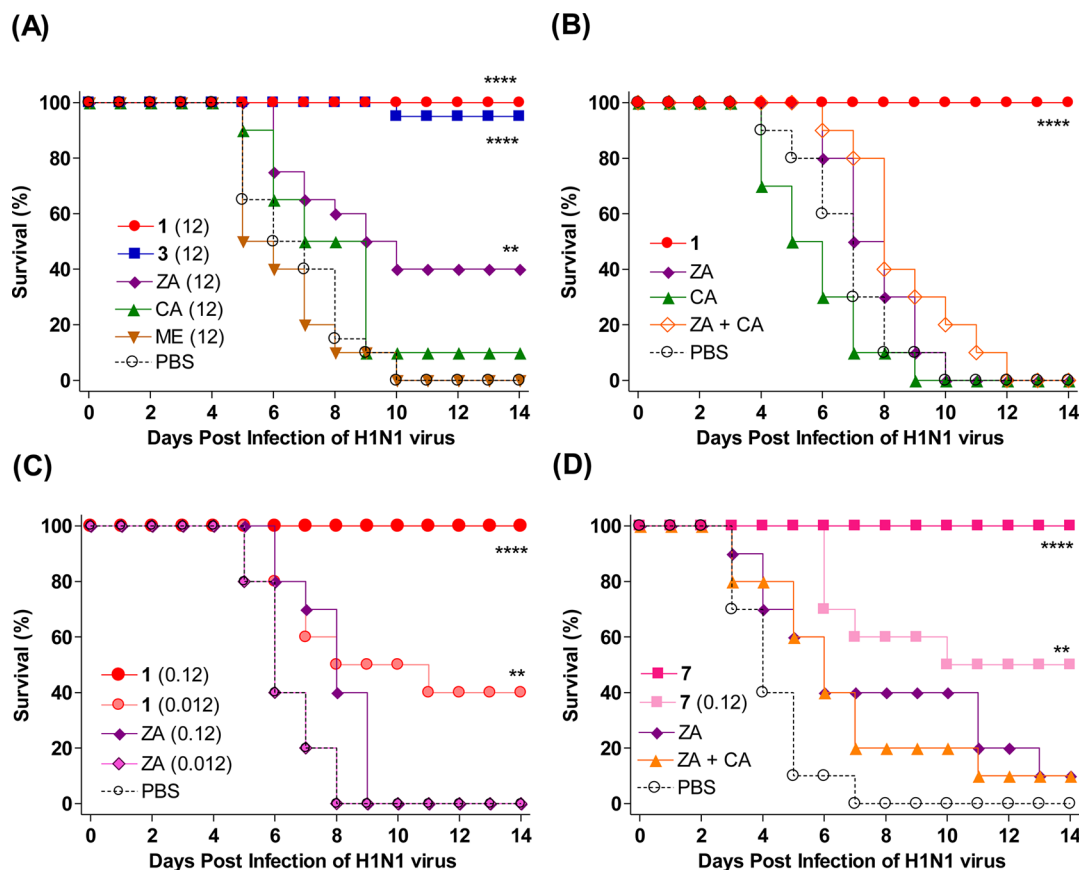 (A)
Survival (%)
100
80
60
40
20
0
****
****
**
1 (12)
3 (12)
ZA (12)
CA (12)
ME (12)
PBS
0 2 4 6 8 10 12 14
Days Post Infection of H1N1 virus
(B)
Survival (%)
100
80
60
40
20
0
****
1
ZA
CA
ZA + CA
PBS
0 2 4 6 8 10 12 14
Days Post Infection of H1N1 virus
(C)
Survival (%)
100
80
60
40
20
0
****
**
1 (0.12)
1 (0.012)
ZA (0.12)
ZA (0.012)
PBS
0 2 4 6 8 10 12 14
Days Post Infection of H1N1 virus
(D)
Survival (%)
100
80
60
40
20
0
****
**
7
7 (0.12)
ZA
ZA + CA
PBS
0 2 4 6 8 10 12 14
Days Post Infection of H1N1 virus